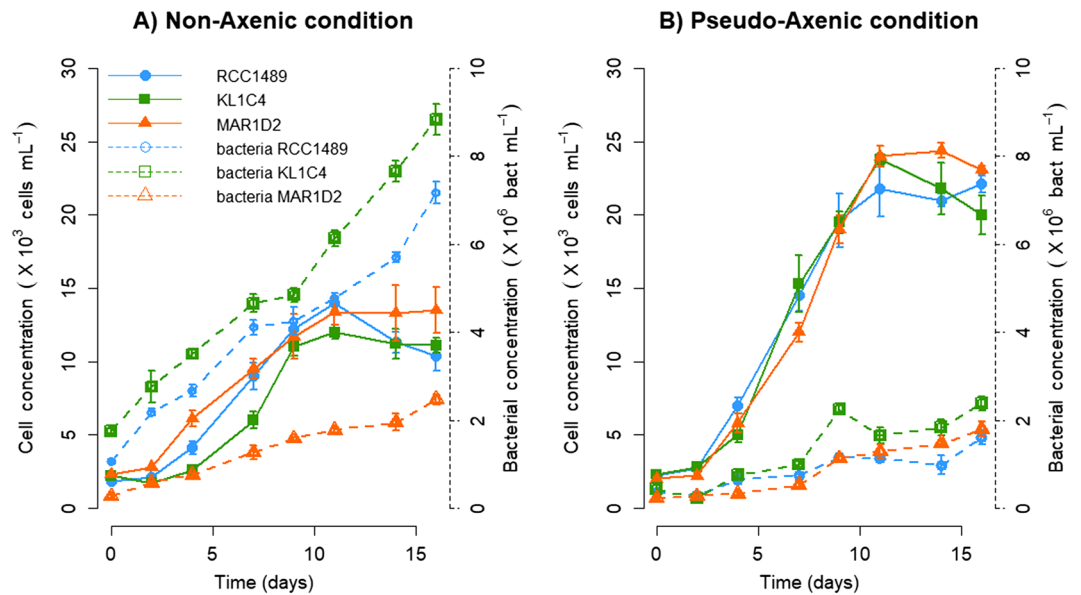 A) Non-Axenic condition
RCC1489
KL1C4
MAR1D2
bacteria RCC1489
bacteria KL1C4
bacteria MAR1D2
30
25
20
15
10
5
0
Cell concentration ( X 10³ cells mL⁻¹)
10
8
6
4
2
0
Bacterial concentration ( X 10⁶ bact mL⁻¹)
0 5 10 15
Time (days)
B) Pseudo-Axenic condition
30
25
20
15
10
5
0
Cell concentration ( X 10³ cells mL⁻¹)
10
8
6
4
2
0
Bacterial concentration ( X 10⁶ bact mL⁻¹)
0 5 10 15
Time (days)